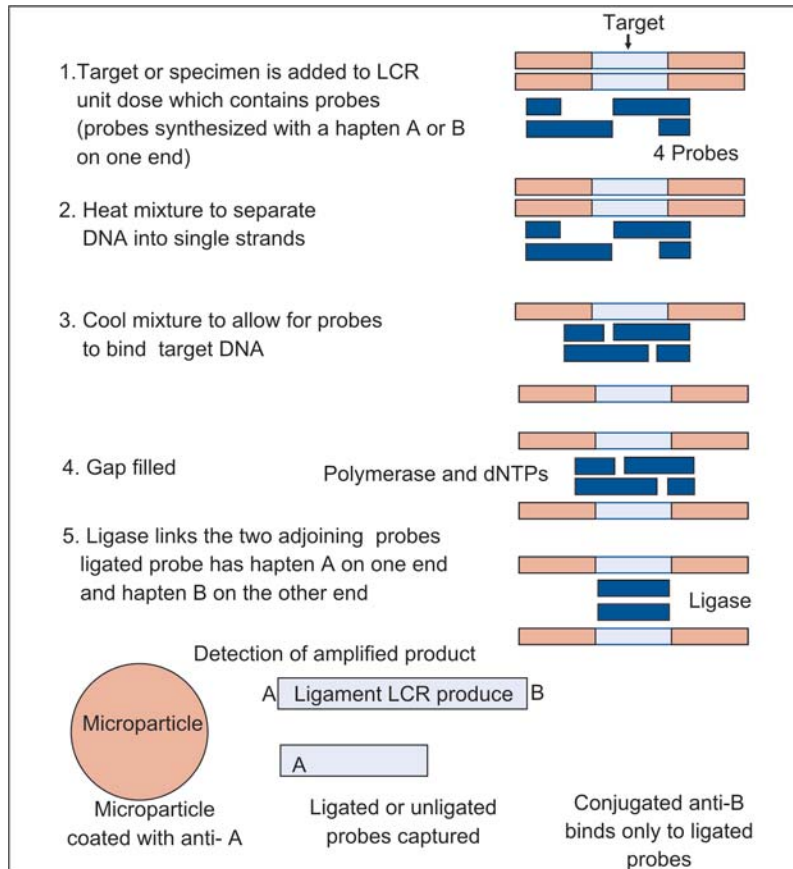 Target
1.Target or specimen is added to LCR
unit dose which contains probes
(probes synthesized with a hapten A or B
on one end)
4 Probes
2. Heat mixture to separate
DNA into single strands
3. Cool mixture to allow for probes
to bind target DNA
4. Gap filled
Polymerase and dNTPs
5. Ligase links the two adjoining probes
ligated probe has hapten A on one end
and hapten B on the other end
Ligase
Detection of amplified product
A
Ligament LCR produce
B
Microparticle
A
Microparticle
coated with anti- A
Ligated or unligated
probes captured
Conjugated anti-B
binds only to ligated
probes